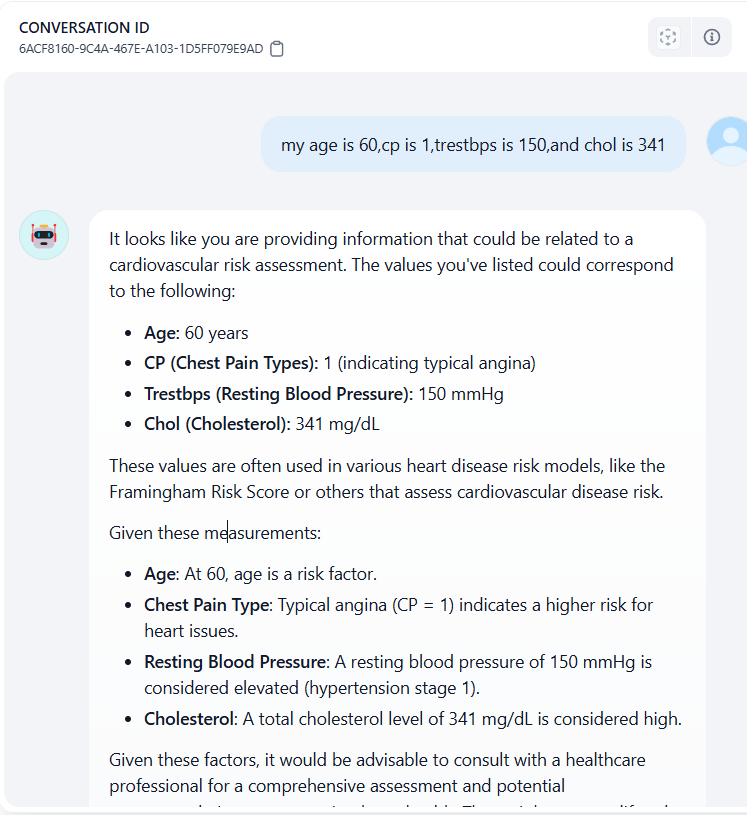 CONVERSATION ID
6ACF8160-9C4A-467E-A103-1D5FF079E9AD
my age is 60,cp is 1,trestbps is 150,and chol is 341
It looks like you are providing information that could be related to a
cardiovascular risk assessment. The values you've listed could correspond
to the following:
• Age: 60 years
• CP (Chest Pain Types): 1 (indicating typical angina)
• Trestbps (Resting Blood Pressure): 150 mmHg
• Chol (Cholesterol): 341 mg/dL
These values are often used in various heart disease risk models, like the
Framingham Risk Score or others that assess cardiovascular disease risk.
Given these measurements:
• Age: At 60, age is a risk factor.
• Chest Pain Type: Typical angina (CP = 1) indicates a higher risk for
heart issues.
• Resting Blood Pressure: A resting blood pressure of 150 mmHg is
considered elevated (hypertension stage 1).
• Cholesterol: A total cholesterol level of 341 mg/dL is considered high.
Given these factors, it would be advisable to consult with a healthcare
professional for a comprehensive assessment and potential